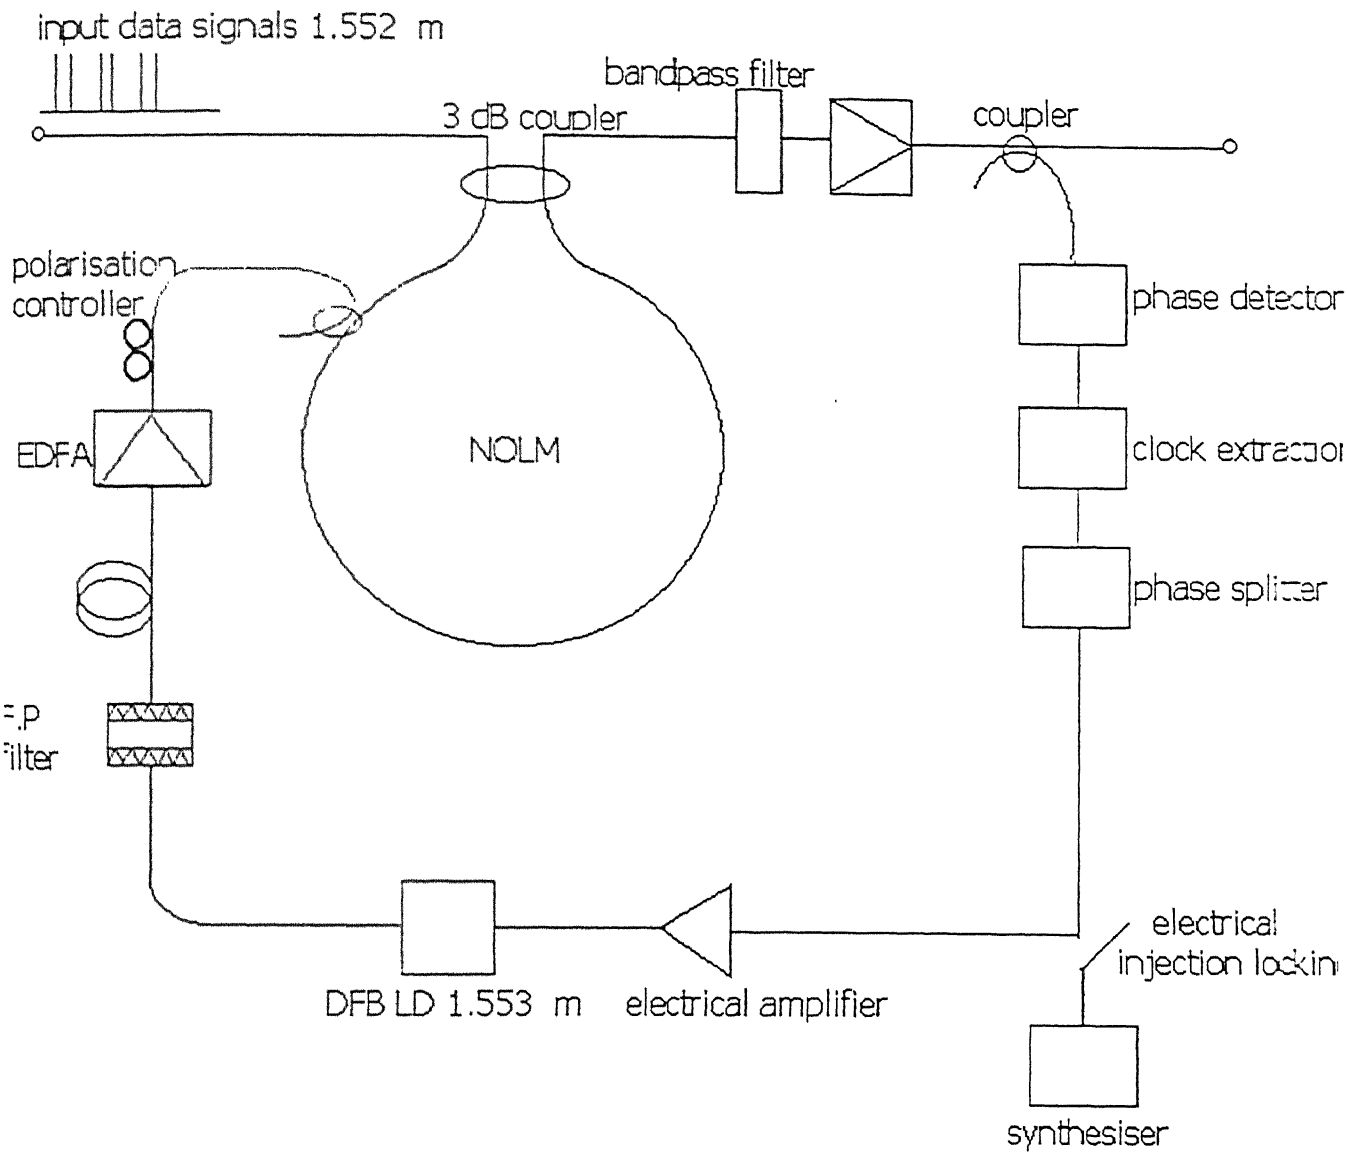 input data signals 1.552 m
bandpass filter
3 dB coupler
coupler
polarisation
controller
phase detector
EDFA
NOLM
clock extraction
phase splitter
F.P
filter
electrical
injection lockin
DFB LD 1.553 m
electrical amplifier
synthesiser